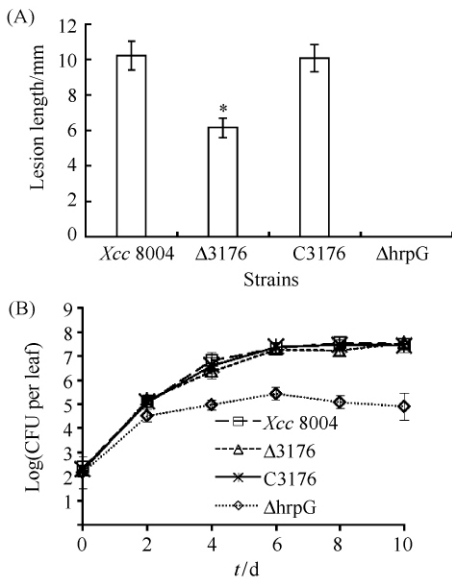 (A)
Lesion length/mm
12
10
8
6
4
2
0
*
Xcc 8004 Δ3176 C3176 ΔhrpG
Strains
(B)
Log(CFU per leaf)
9
8
7
6
5
4
3
2
1
Xcc 8004
Δ3176
C3176
ΔhrpG
0 2 4 6 8 10
t/d